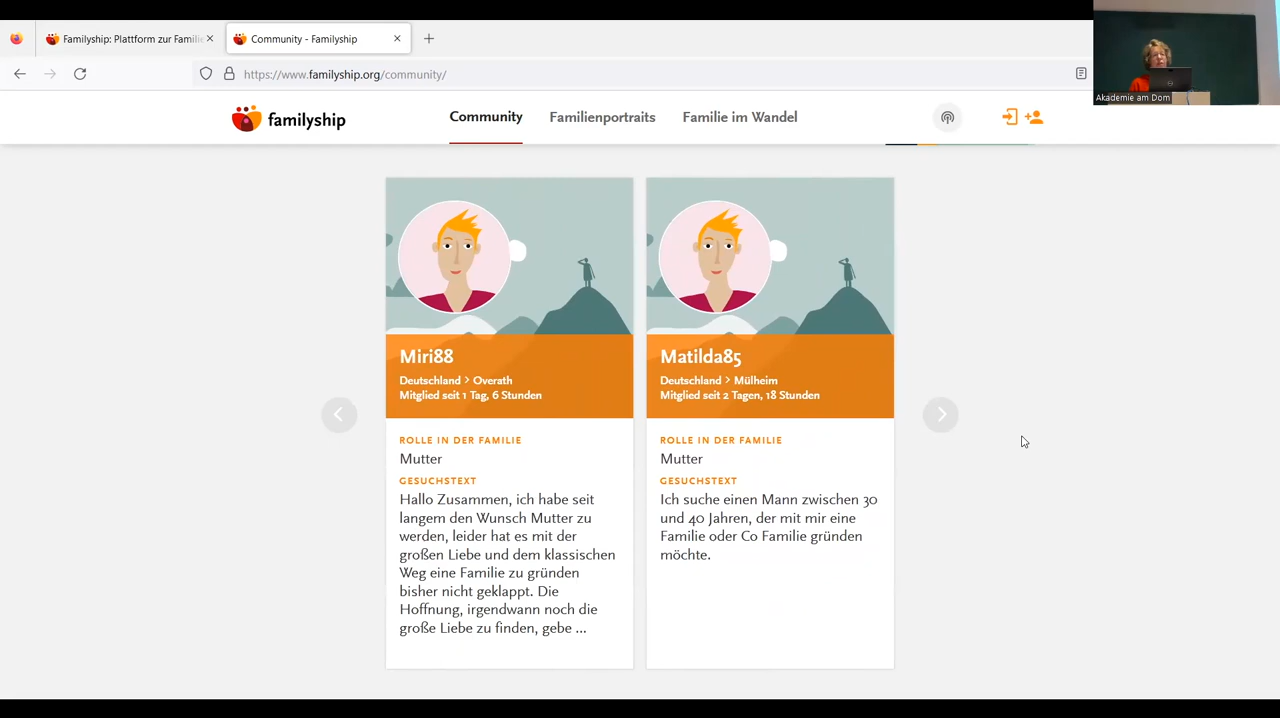 Familyship: Plattform zur Famili
Community - Familyship
https://www.familyship.org/community/
Akademie am Dom
familyship
Community
Familienportraits
Familie im Wandel
Miri88
Deutschland > Overath
Mitglied seit 1 Tag, 6 Stunden
ROLLE IN DER FAMILIE
Mutter
GESUCHSTEXT
Hallo Zusammen, ich habe seit
langem den Wunsch Mutter zu
werden, leider hat es mit der
großen Liebe und dem klassischen
Weg eine Familie zu gründen
bisher nicht geklappt. Die
Hoffnung, irgendwann noch die
große Liebe zu finden, gebe ...
Matilda85
Deutschland > Mülheim
Mitglied seit 2 Tagen, 18 Stunden
ROLLE IN DER FAMILIE
Mutter
GESUCHSTEXT
Ich suche einen Mann zwischen 30
und 40 Jahren, der mit mir eine
Familie oder Co Familie gründen
möchte.